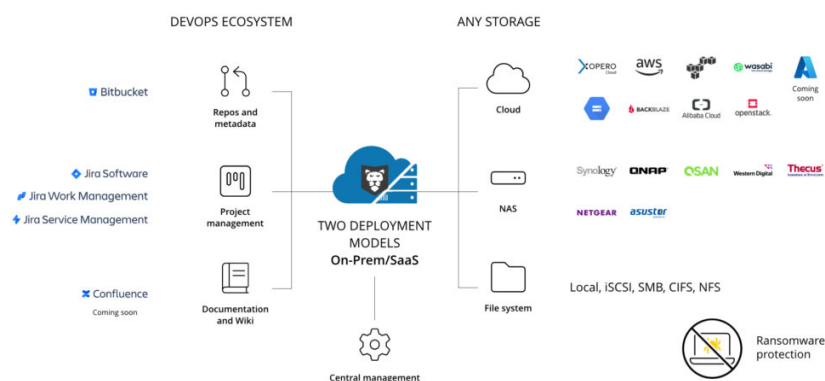 DEVOPS ECOSYSTEM
ANY STORAGE
Bitbucket
Repos and
metadata
Jira Software
Jira Work Management
Jira Service Management
Project
management
Confluence
Coming soon
Documentation
and Wiki
TWO DEPLOYMENT
MODELS
On-Prem/SaaS
Central management
Cloud
XOPERO
Cloud
aws
wasabi
Coming
soon
BACKBLAZE
Alibaba Cloud
openstack.
NAS
Synology
QNAP
QSAN
Western Digital
Thecus
NETGEAR
asustor
File system
Local, iSCSI, SMB, CIFS, NFS
Ransomware
protection